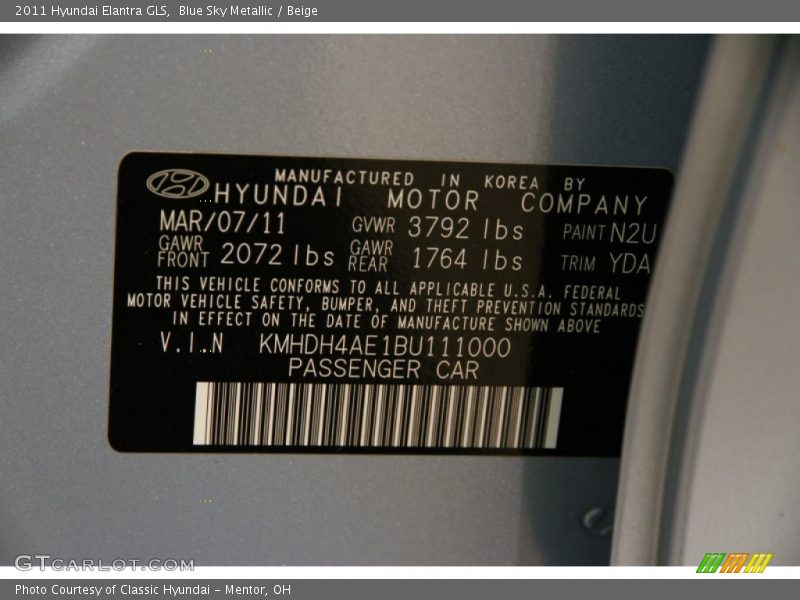 2011 Hyundai Elantra GLS,  Blue Sky Metallic / Beige
MANUFACTURED IN KOREA BY
HYUNDAI MOTOR COMPANY
MAR/07/11 GVWR 3792 lbs PAINT N2U
GAWR FRONT 2072 lbs GAWR REAR 1764 lbs TRIM YDA
THIS VEHICLE CONFORMS TO ALL APPLICABLE U.S.A. FEDERAL
MOTOR VEHICLE SAFETY, BUMPER, AND THEFT PREVENTION STANDARDS
IN EFFECT ON THE DATE OF MANUFACTURE SHOWN ABOVE
V.I.N KMHDH4AE1BU111000
PASSENGER CAR
GTCARLOT.COM
Photo Courtesy of Classic Hyundai - Mentor, OH